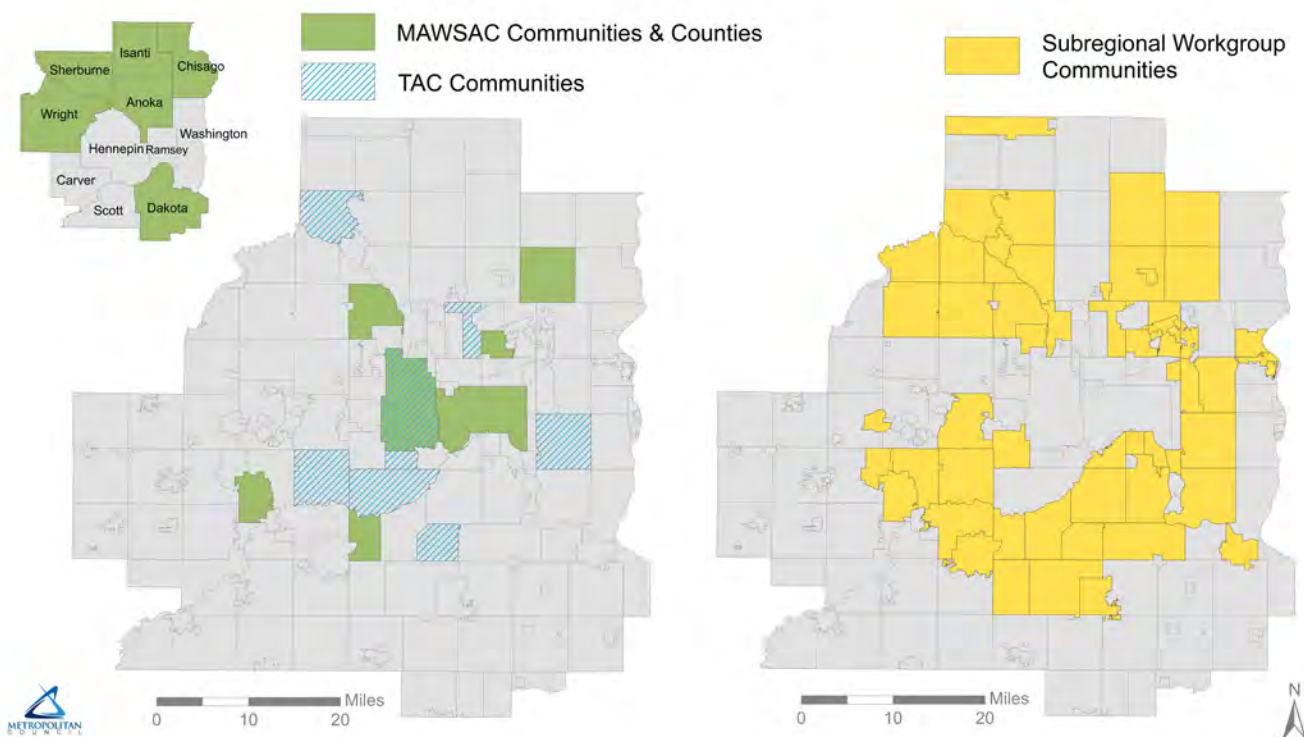 MAWSAC Communities & Counties
TAC Communities
Subregional Workgroup
Communities
Isanti
Sherburne
Chisago
Anoka
Wright
Washington
Hennepin
Ramsey
Carver
Scott
Dakota
Miles
0
10
20
Miles
0
10
20
N
METROPOLITAN
COUNCIL